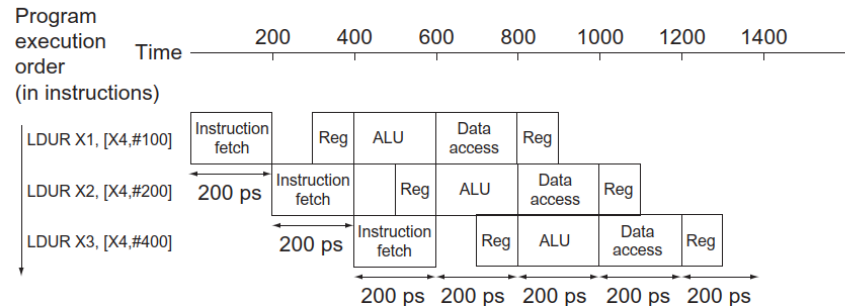 Program
execution
order
(in instructions)
Time
200 400 600 800 1000 1200 1400
LDUR X1, [X4,#100]
Instruction
fetch
Reg
ALU
Data
access
Reg
200 ps
LDUR X2, [X4,#200]
Instruction
fetch
Reg
ALU
Data
access
Reg
200 ps
LDUR X3, [X4,#400]
Instruction
fetch
Reg
ALU
Data
access
Reg
200 ps 200 ps 200 ps 200 ps 200 ps